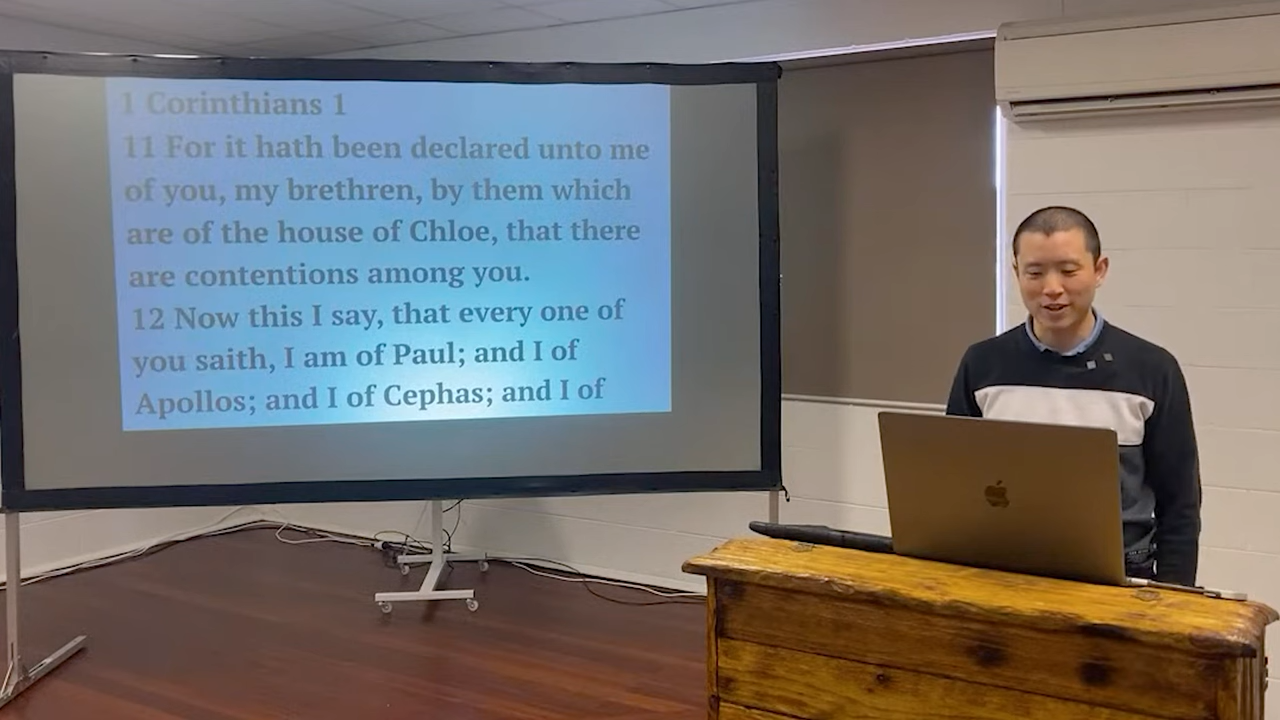 1 Corinthians 1
11 For it hath been declared unto me
of you, my brethren, by them which
are of the house of Chloe, that there
are contentions among you.
12 Now this I say, that every one of
you saith, I am of Paul; and I of
Apollos; and I of Cephas; and I of